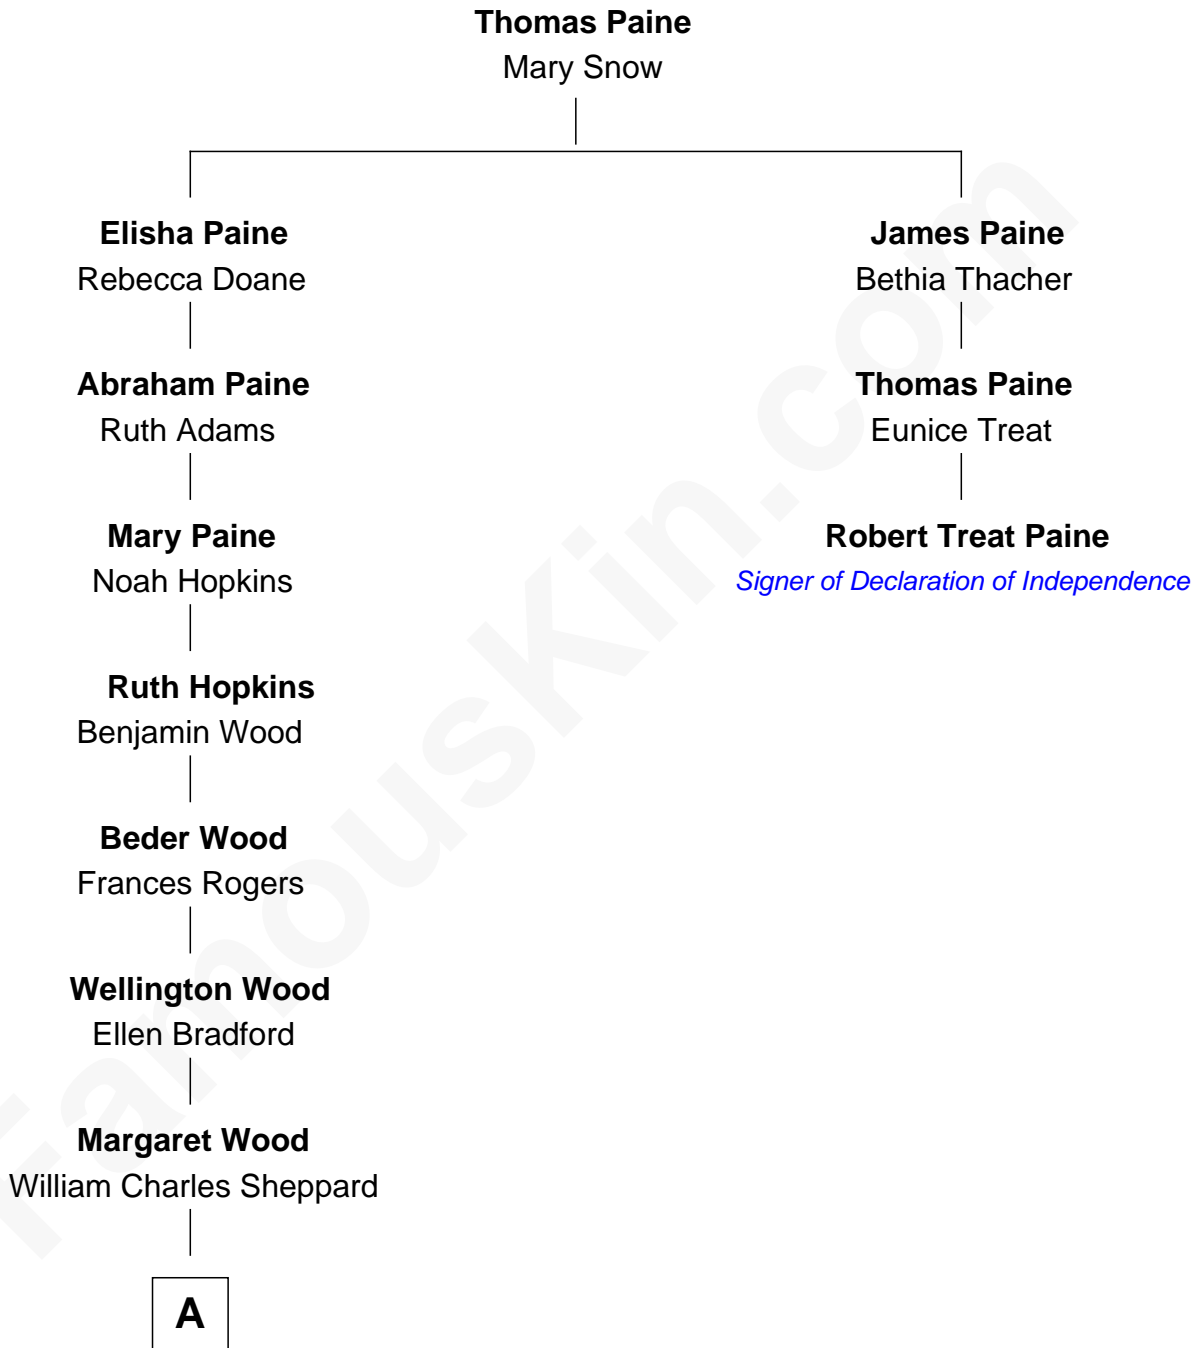 Thomas Paine
Mary Snow
Elisha Paine
Rebecca Doane
James Paine
Bethia Thacher
Abraham Paine
Ruth Adams
Thomas Paine
Eunice Treat
Mary Paine
Noah Hopkins
Robert Treat Paine
Signer of Declaration of Independence
Ruth Hopkins
Benjamin Wood
Beder Wood
Frances Rogers
Wellington Wood
Ellen Bradford
Margaret Wood
William Charles Sheppard
A
FamousKin.com